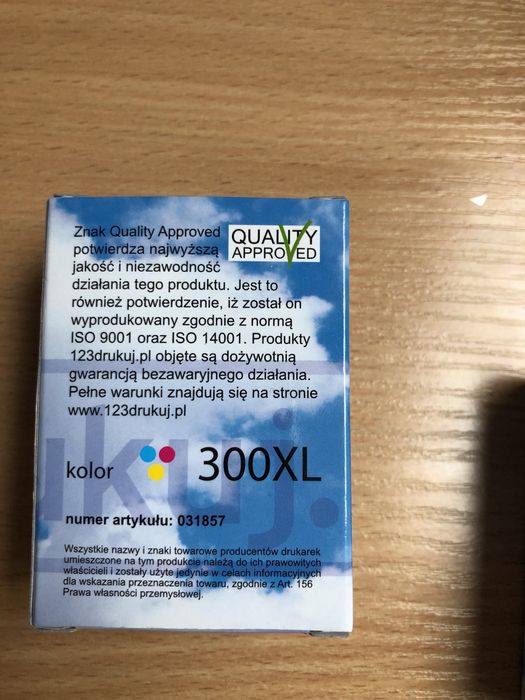 Znak Quality Approved
potwierdza najwyższą
jakość i niezawodność
działania tego produktu. Jest to
również potwierdzenie, iż został on
wyprodukowany zgodnie z normą
ISO 9001 oraz ISO 14001. Produkty
123drukuj.pl objęte są dożywotnią
gwarancją bezawaryjnego działania.
Pełne warunki znajdują się na stronie
www.123drukuj.pl
QUALITY
APPROVED
kolor
300XL
numer artykułu: 031857
Wszystkie nazwy i znaki towarowe producentów drukarek
umieszczone na tym produkcie należą do ich prawowitych
właścicieli i zostały użyte jedynie w celach informacyjnych
dla wskazania przeznaczenia towaru, zgodnie z Art. 156
Prawa własności przemysłowej.
ukuj.